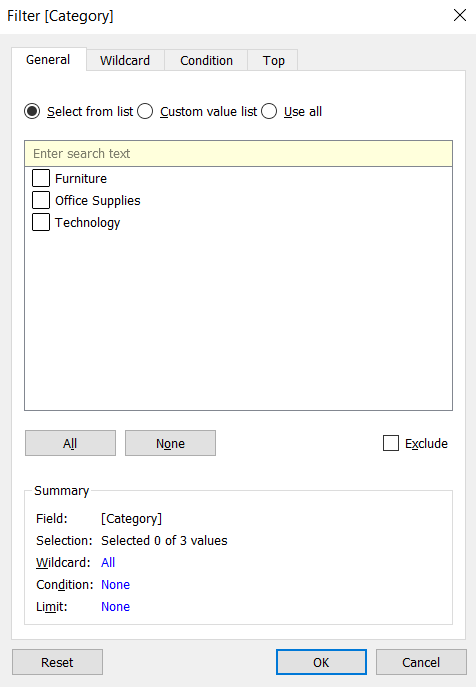 Filter [Category]
General Wildcard Condition Top
Select from list Custom value list Use all
Enter search text
Furniture
Office Supplies
Technology
All None Exclude
Summary
Field: [Category]
Selection: Selected 0 of 3 values
Wildcard: All
Condition: None
Limit: None
Reset OK Cancel